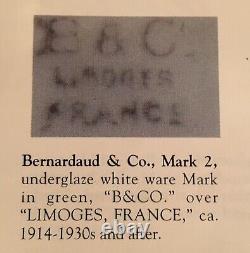 B & Co.
LIMOGES
FRANCE
Bernardaud & Co., Mark 2,
underglaze white ware Mark
in green, "B&CO." over
"LIMOGES, FRANCE," ca.
1914-1930s and after.
ebay